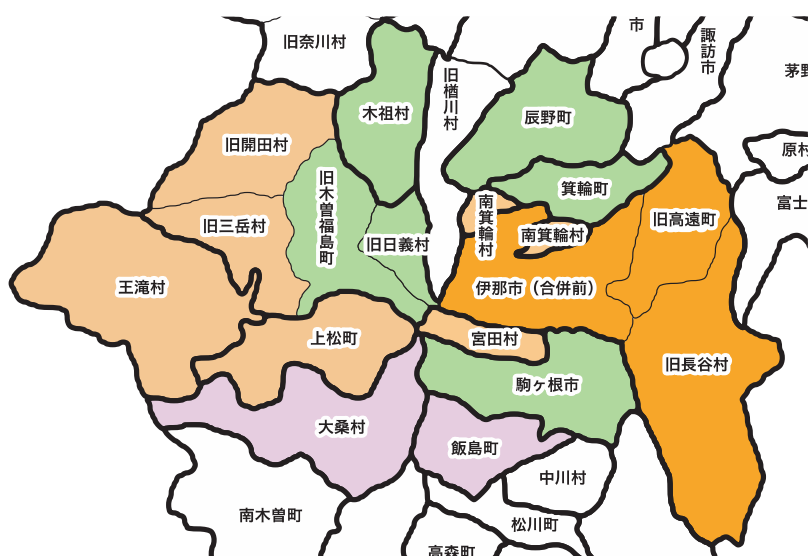 市
諏訪市
旧奈川村
茅野
旧楢川村
木祖村
辰野町
旧開田村
原村
箕輪町
旧木曽福島町
富士
南箕輪村
旧高遠町
旧三岳村
南箕輪村
旧日義村
王滝村
伊那市（合併前）
上松町
宮田村
旧長谷村
駒ヶ根市
大桑村
飯島町
中川村
南木曽町
松川町
高森町